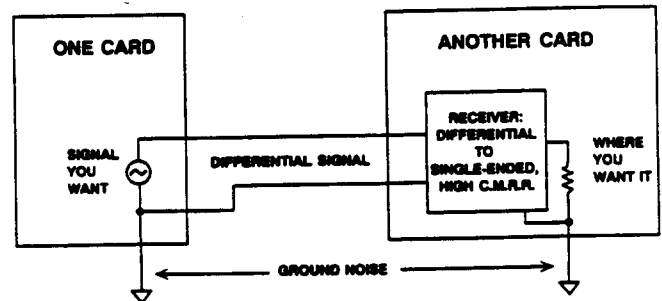 ONE CARD
ANOTHER CARD
SIGNAL
YOU
WANT
DIFFERENTIAL SIGNAL
RECEIVER:
DIFFERENTIAL
TO
SINGLE-ENDED,
HIGH C.M.R.R.
WHERE
YOU
WANT IT
GROUND NOISE